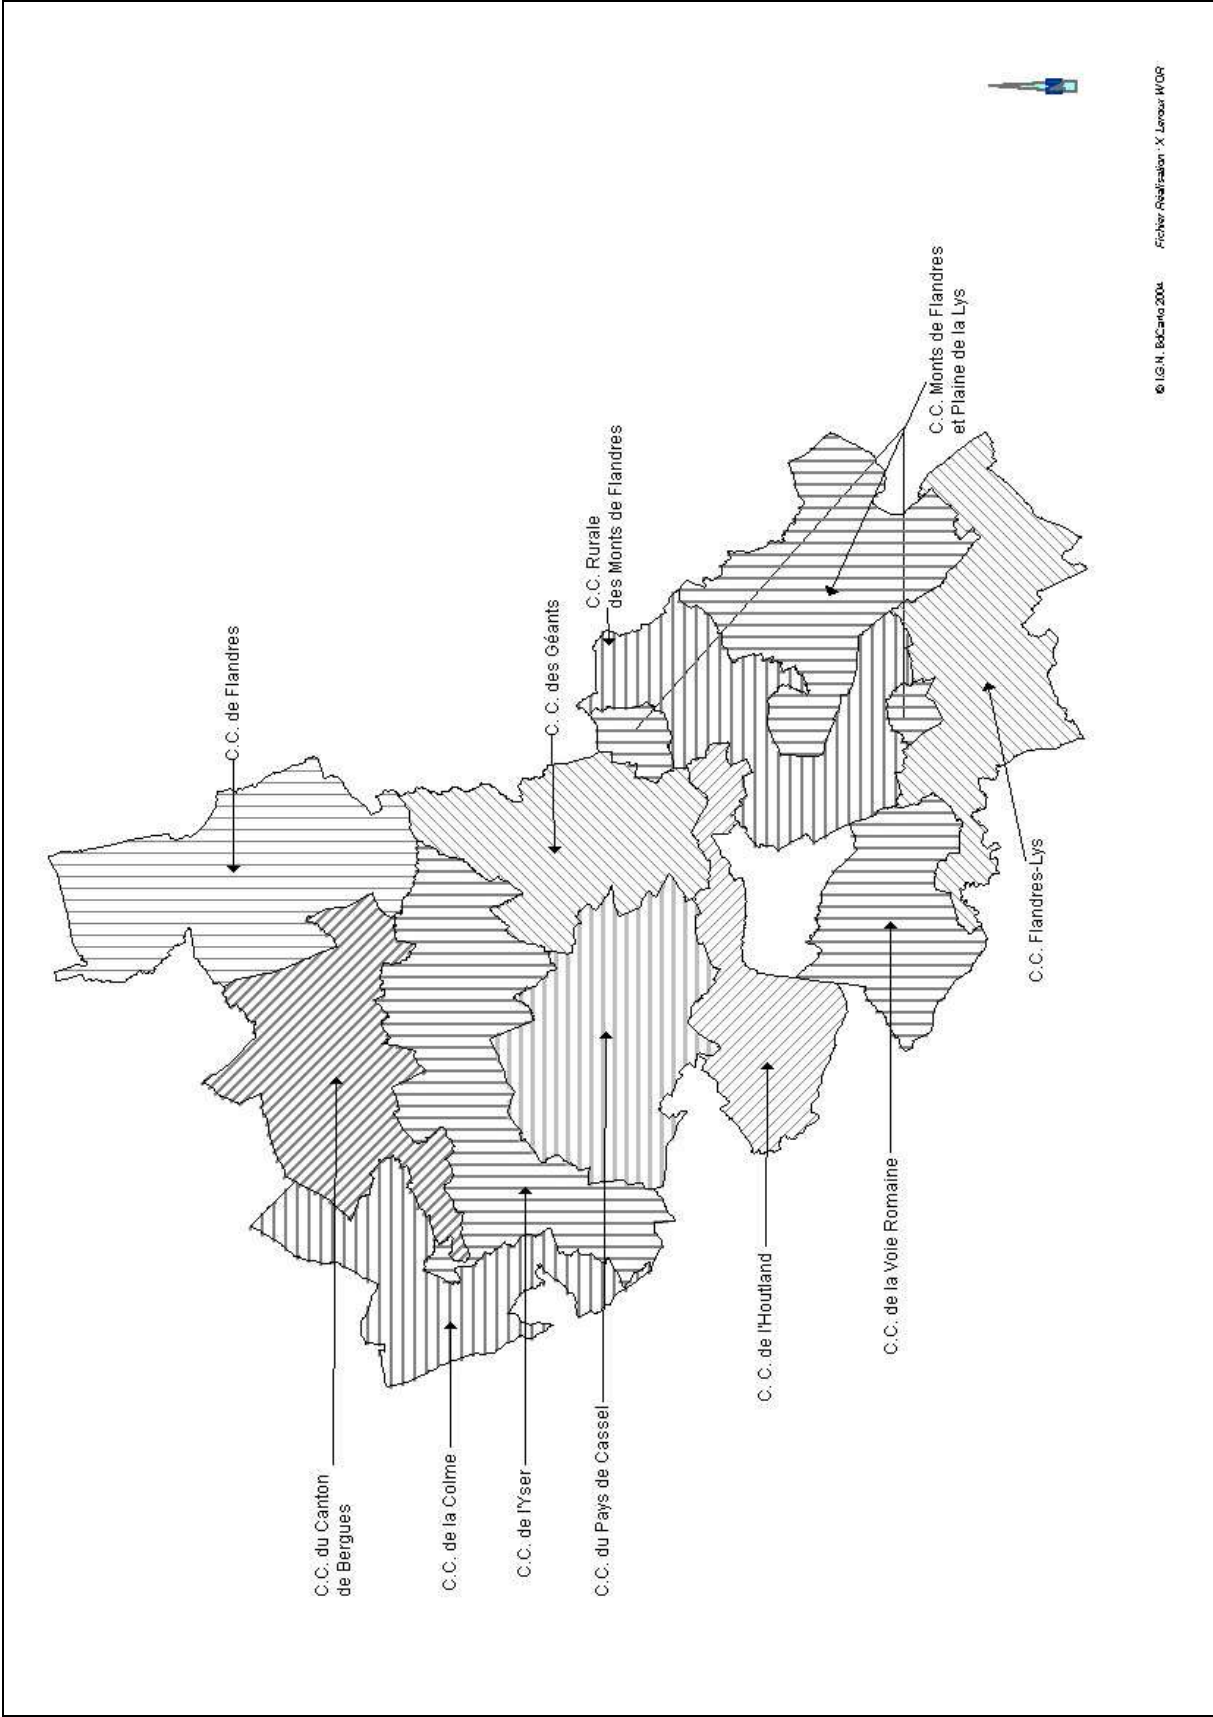 C.C. du Canton
de Bergues
C.C. de la Colme
C.C. de l'Yser
C.C. du Pays de Cassel
C. C. de l'Houtland
C.C. de la Voie Romaine
C.C. Flandres-Lys
C.C. de Flandres
C. C. des Géants
C.C. Rurale
des Monts de Flandres
C.C. Monts de Flandres
et Plaine de la Lys
N
© I.G.N. BdCarto 2004 Fichier Réalisation : X Leroux WOR